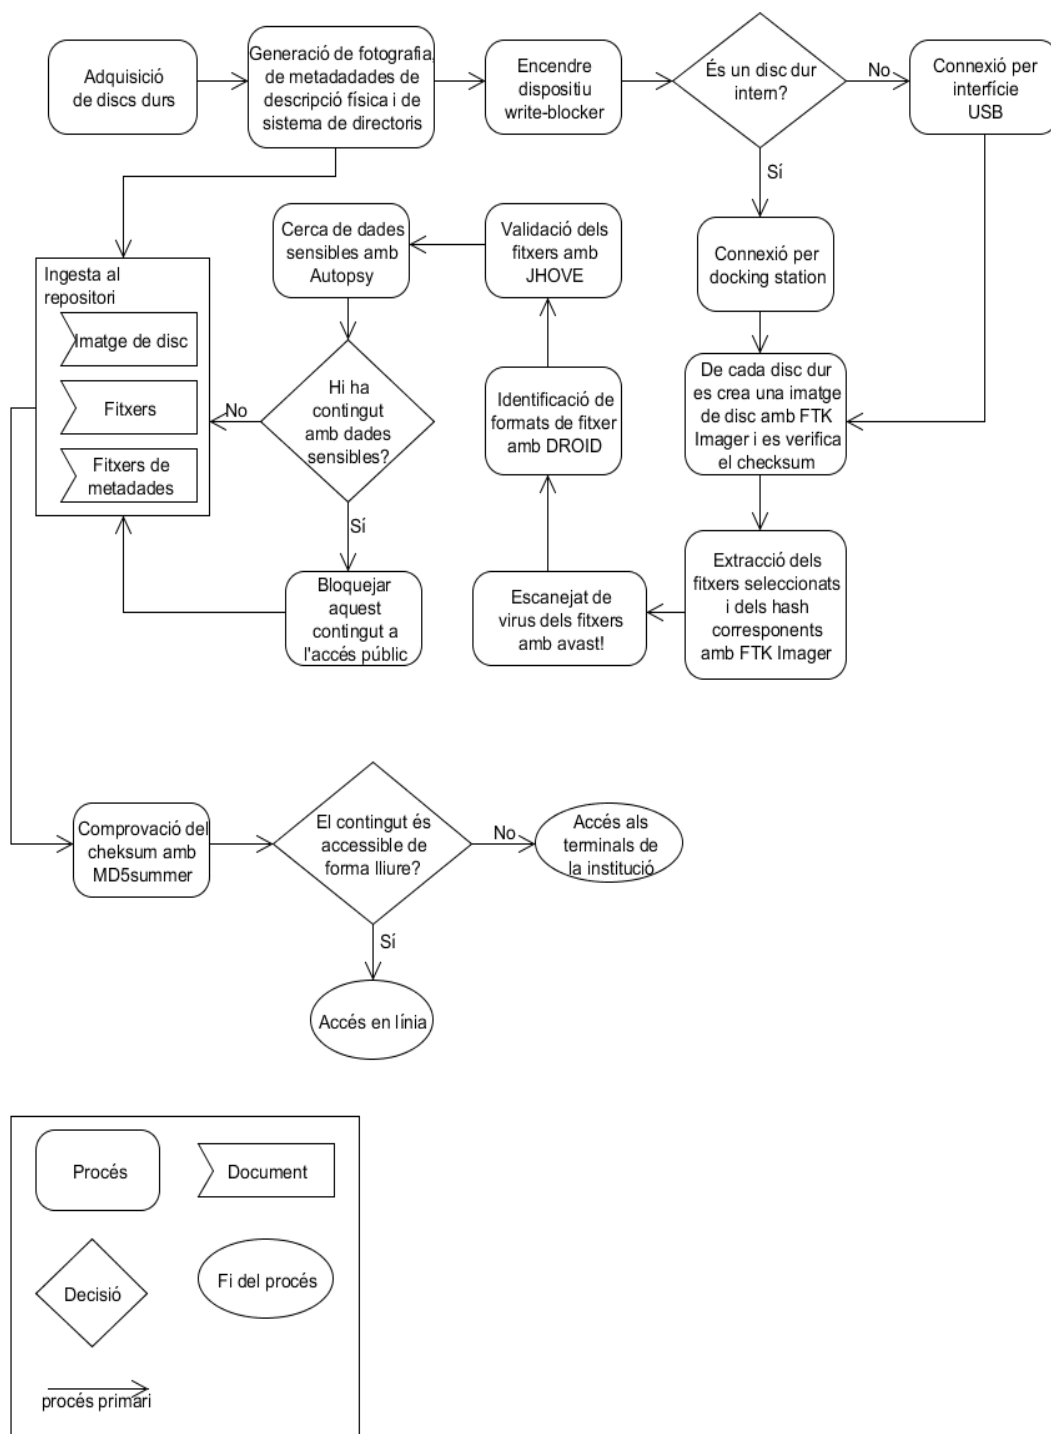 Adquisició
de discs durs
Generació de fotografia,
de metadadades de
descripció física i de
sistema de directoris
Encendre
dispositiu
write-blocker
És un disc dur
intern?
No
Connexió per
interfície
USB
Sí
Connexió per
docking station
De cada disc dur
es crea una imatge
de disc amb FTK
Imager i es verifica
el checksum
Extracció dels
fitxers seleccionats
i dels hash
corresponents
amb FTK Imager
Escanejat de
virus dels fitxers
amb avast!
Identificació de
formats de fitxer
amb DROID
Validació dels
fitxers amb
JHOVE
Cerca de dades
sensibles amb
Autopsy
Hi ha
contingut
amb dades
sensibles?
No
Sí
Bloquejar
aquest
contingut a
l'accés públic
Ingesta al
repositori
Imatge de disc
Fitxers
Fitxers de
metadades
Comprovació del
cheksum amb
MD5summer
El contingut és
accessible de
forma lliure?
No
Accés als
terminals de
la institució
Sí
Accés en línia
Procés
Document
Decisió
Fi del procés
procés primari